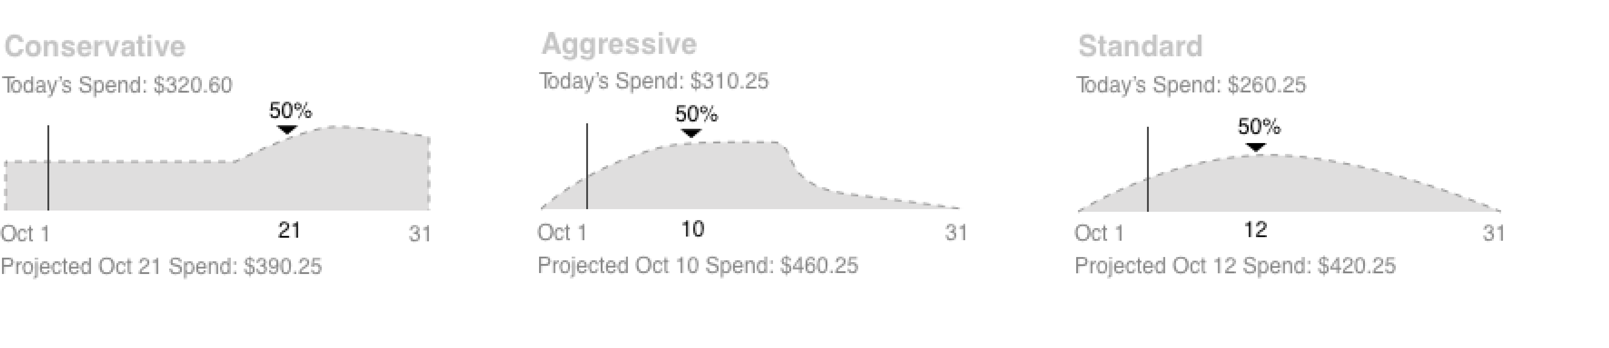 Conservative
Today's Spend: $320.60
50%
Oct 1 21 31
Projected Oct 21 Spend: $390.25
Aggressive
Today's Spend: $310.25
50%
Oct 1 10 31
Projected Oct 10 Spend: $460.25
Standard
Today's Spend: $260.25
50%
Oct 1 12 31
Projected Oct 12 Spend: $420.25